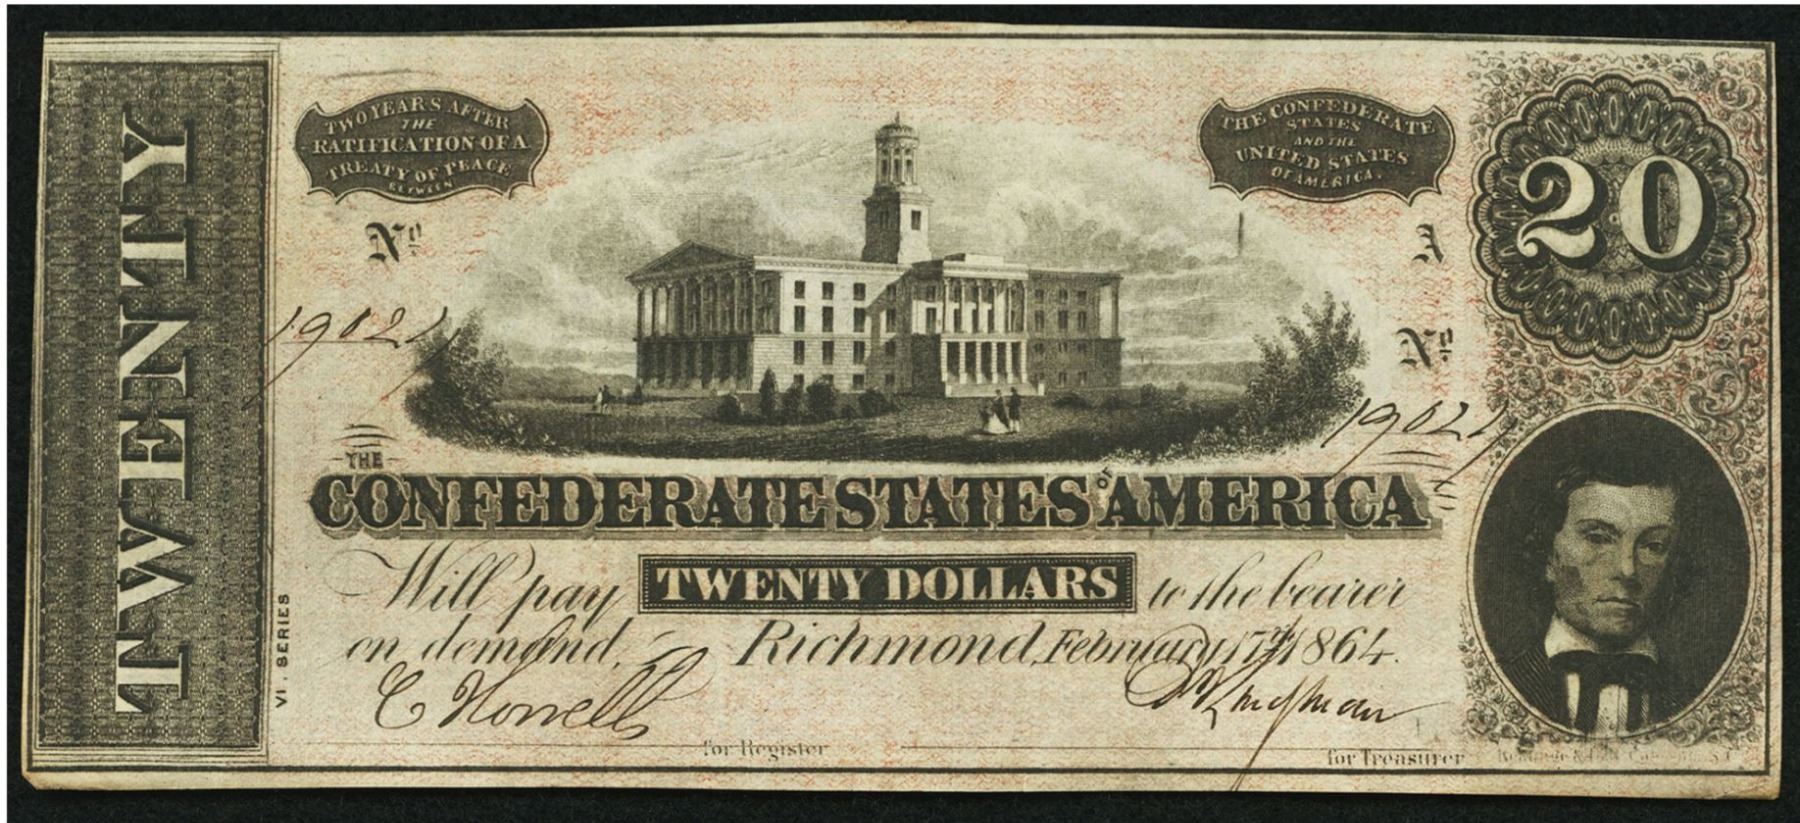 TWENTY
TWO YEARS AFTER
THE
RATIFICATION OF A
TREATY OF PEACE
BETWEEN
THE CONFEDERATE
STATES
AND THE
UNITED STATES
OF AMERICA.
20
Nº
A
Nº
THE
CONFEDERATE STATES OF AMERICA
Will pay TWENTY DOLLARS to the bearer
on demand. Richmond, February 17th 1864.
VI. SERIES
C Howell
for Register
for Treasurer